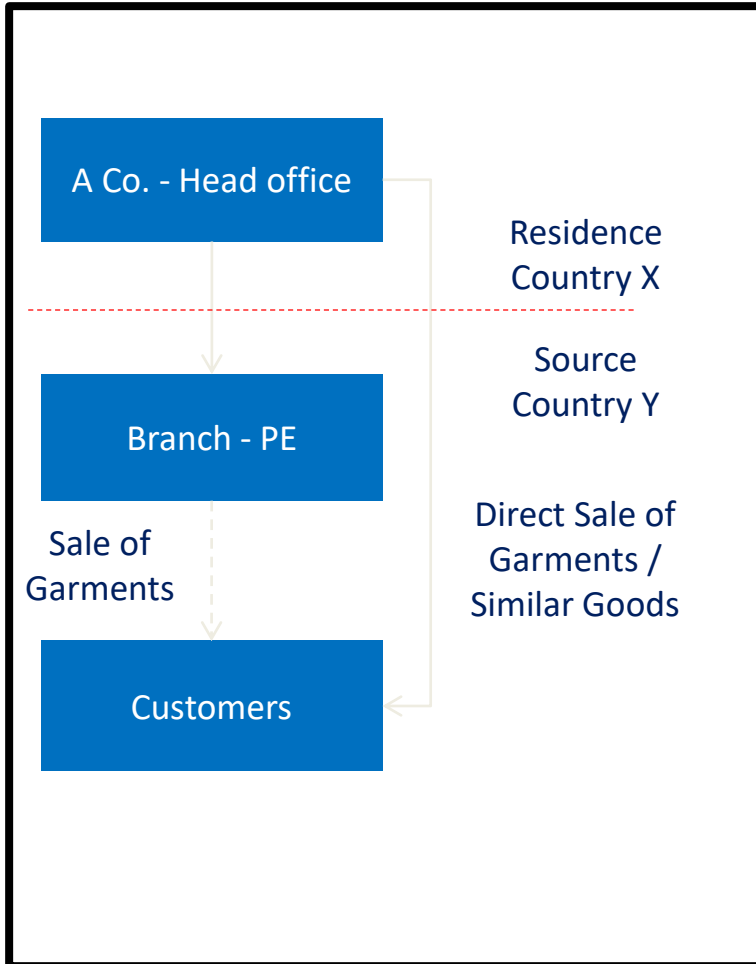 A Co. - Head office
Residence
Country X
Source
Country Y
Branch - PE
Sale of
Garments
Direct Sale of
Garments /
Similar Goods
Customers